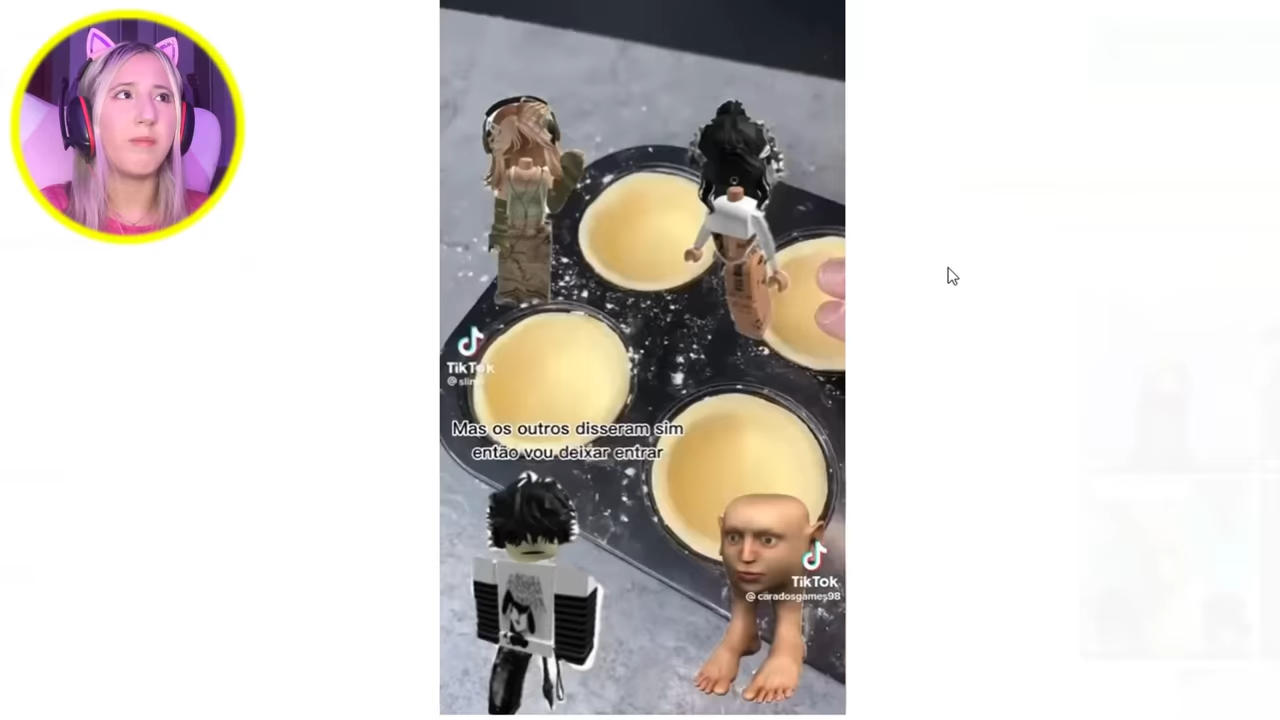 TikTok
Mas os outros disseram sim
então vou deixar entrar
TikTok
@caradosgames98